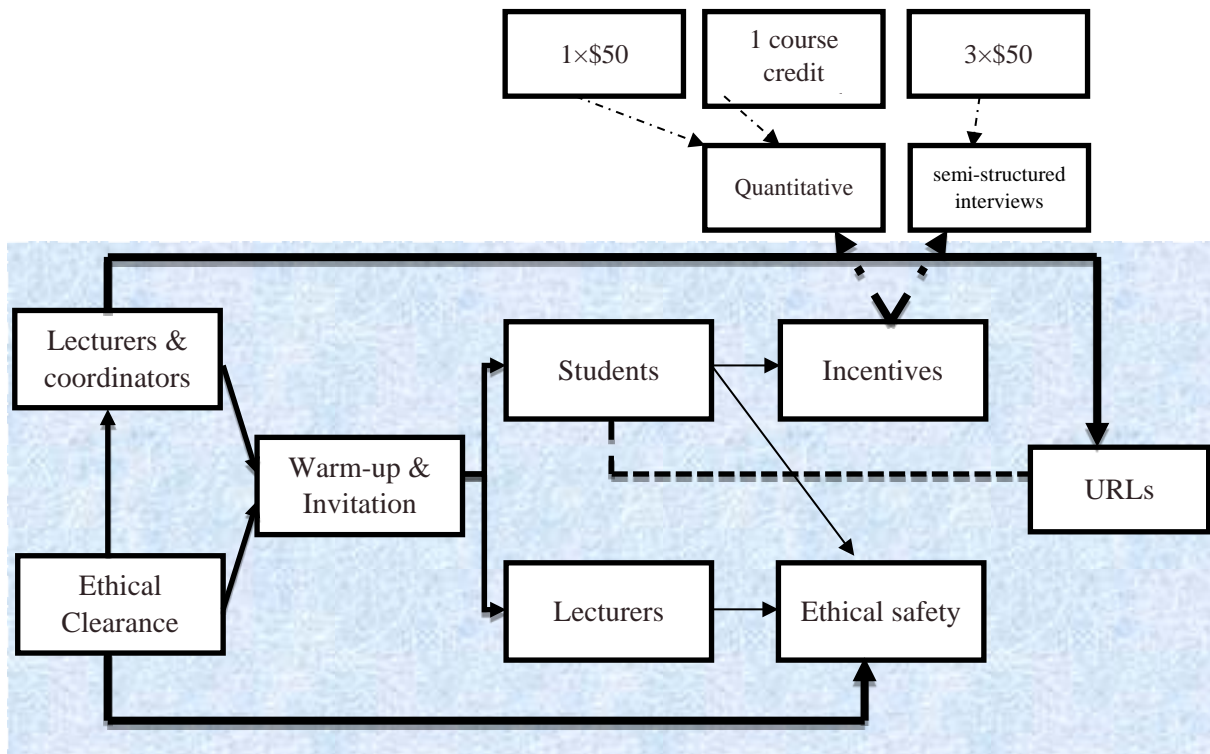 1×$50
1 course
credit
3×$50
Quantitative
semi-structured
interviews
Lecturers &
coordinators
Students
Incentives
Warm-up &
Invitation
URLs
Ethical
Clearance
Lecturers
Ethical safety